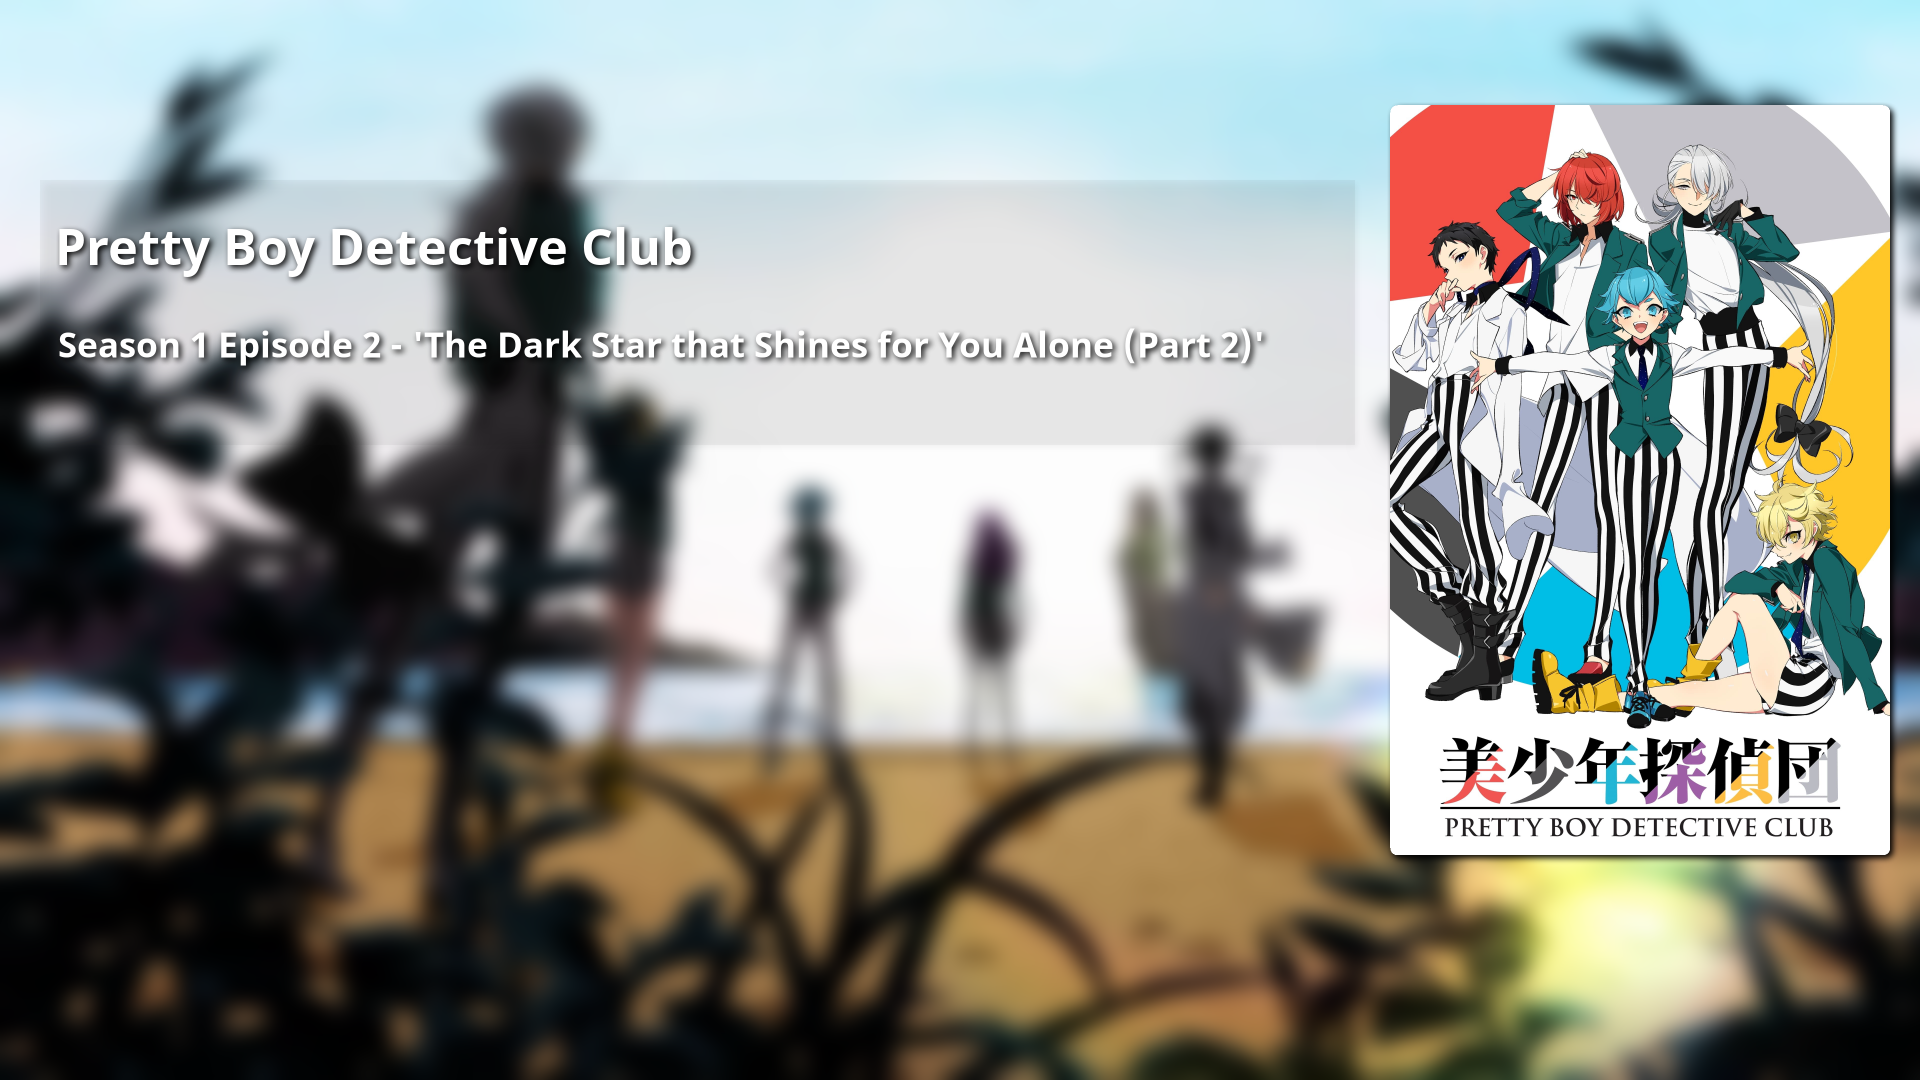 Pretty Boy Detective Club
Season 1 Episode 2 - 'The Dark Star that Shines for You Alone (Part 2)'
美少年探偵団
PRETTY BOY DETECTIVE CLUB